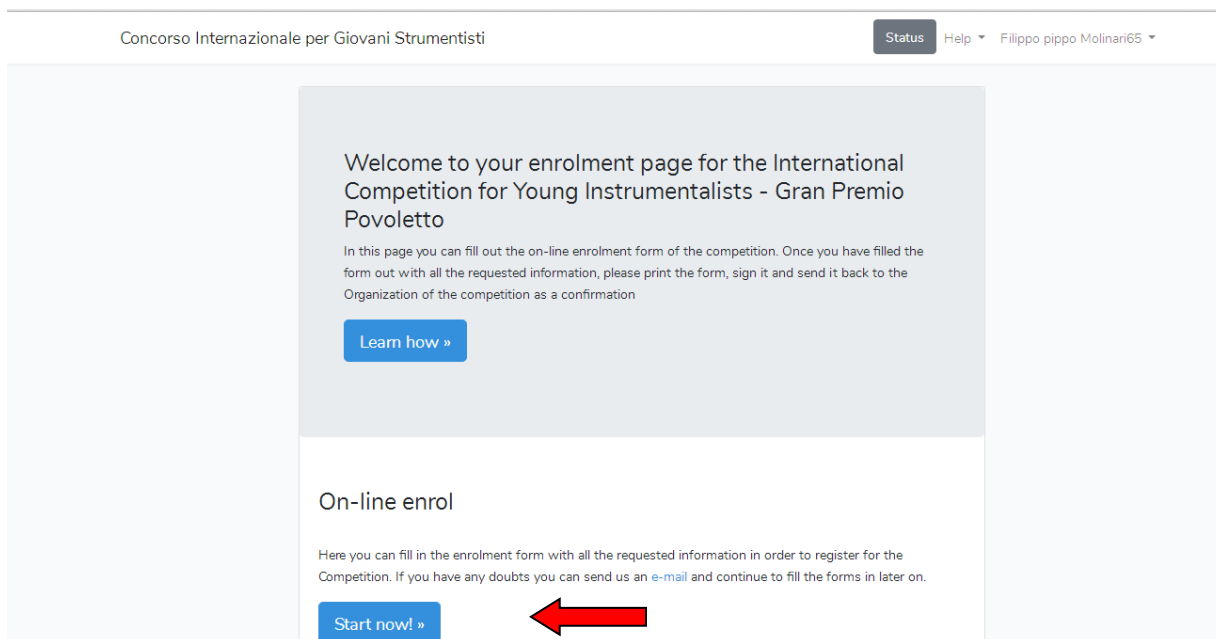 Concorso Internazionale per Giovani Strumentisti
Status Help Filippo pippo Molinari65
Welcome to your enrolment page for the International
Competition for Young Instrumentalists - Gran Premio
Povoletto
In this page you can fill out the on-line enrolment form of the competition. Once you have filled the
form out with all the requested information, please print the form, sign it and send it back to the
Organization of the competition as a confirmation
Learn how »
On-line enrol
Here you can fill in the enrolment form with all the requested information in order to register for the
Competition. If you have any doubts you can send us an e-mail and continue to fill the forms in later on.
Start now! »